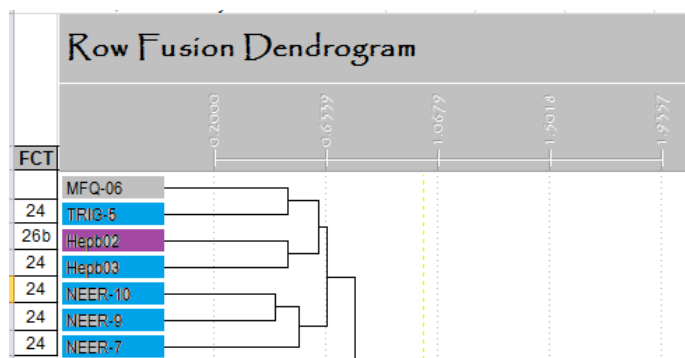 Row Fusion Dendrogram
0.2000 0.6339 1.0679 1.5018 1.9357
FCT
MFQ-06
24 TRIG-5
26b Hepb02
24 Hepb03
24 NEER-10
24 NEER-9
24 NEER-7